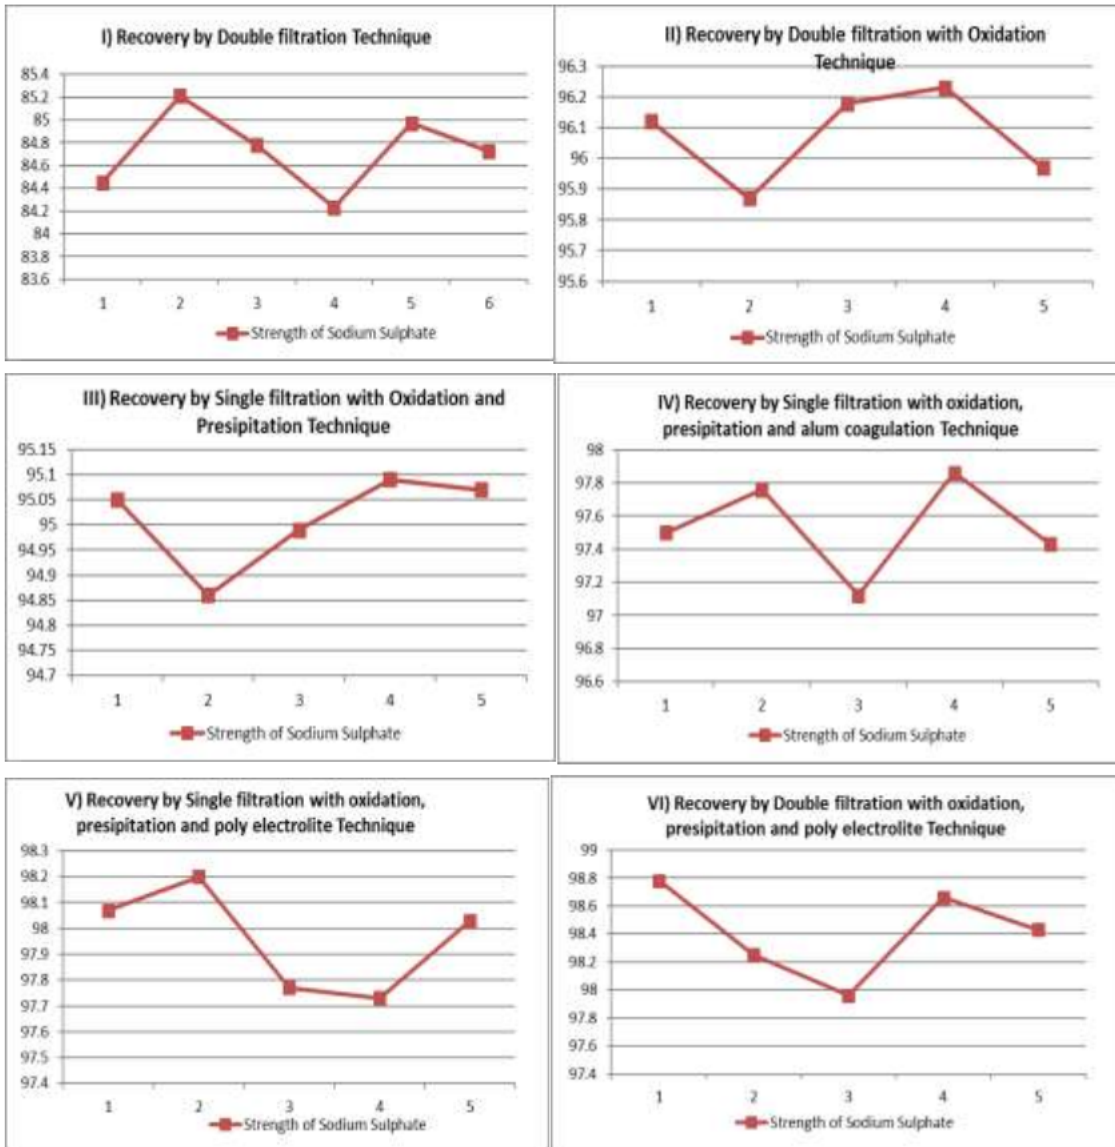 I) Recovery by Double filtration Technique
85.4
85.2
85
84.8
84.6
84.4
84.2
84
83.8
83.6
1 2 3 4 5 6
Strength of Sodium Sulphate
II) Recovery by Double filtration with Oxidation
Technique
96.3
96.2
96.1
96
95.9
95.8
95.7
95.6
1 2 3 4 5
Strength of Sodium Sulphate
III) Recovery by Single filtration with Oxidation and
Presipitation Technique
95.15
95.1
95.05
95
94.95
94.9
94.85
94.8
94.75
94.7
1 2 3 4 5
Strength of Sodium Sulphate
IV) Recovery by Single filtration with oxidation,
presipitation and alum coagulation Technique
98
97.8
97.6
97.4
97.2
97
96.8
96.6
1 2 3 4 5
Strength of Sodium Sulphate
V) Recovery by Single filtration with oxidation,
presipitation and poly electrolite Technique
98.3
98.2
98.1
98
97.9
97.8
97.7
97.6
97.5
97.4
1 2 3 4 5
Strength of Sodium Sulphate
VI) Recovery by Double filtration with oxidation,
presipitation and poly electrolite Technique
99
98.8
98.6
98.4
98.2
98
97.8
97.6
97.4
1 2 3 4 5
Strength of Sodium Sulphate